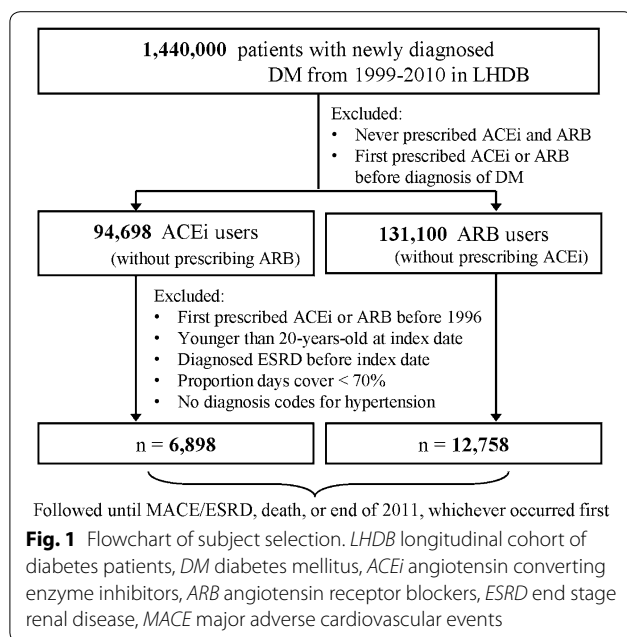 1,440,000 patients with newly diagnosed
DM from 1999-2010 in LHDB
Excluded:
• Never prescribed ACEi and ARB
• First prescribed ACEi or ARB
before diagnosis of DM
94,698 ACEi users
(without prescribing ARB)
131,100 ARB users
(without prescribing ACEi)
Excluded:
• First prescribed ACEi or ARB before 1996
• Younger than 20-years-old at index date
• Diagnosed ESRD before index date
• Proportion days cover < 70%
• No diagnosis codes for hypertension
n = 6,898
n = 12,758
Followed until MACE/ESRD, death, or end of 2011, whichever occurred first
Fig. 1 Flowchart of subject selection. LHDB longitudinal cohort of
diabetes patients, DM diabetes mellitus, ACEi angiotensin converting
enzyme inhibitors, ARB angiotensin receptor blockers, ESRD end stage
renal disease, MACE major adverse cardiovascular events